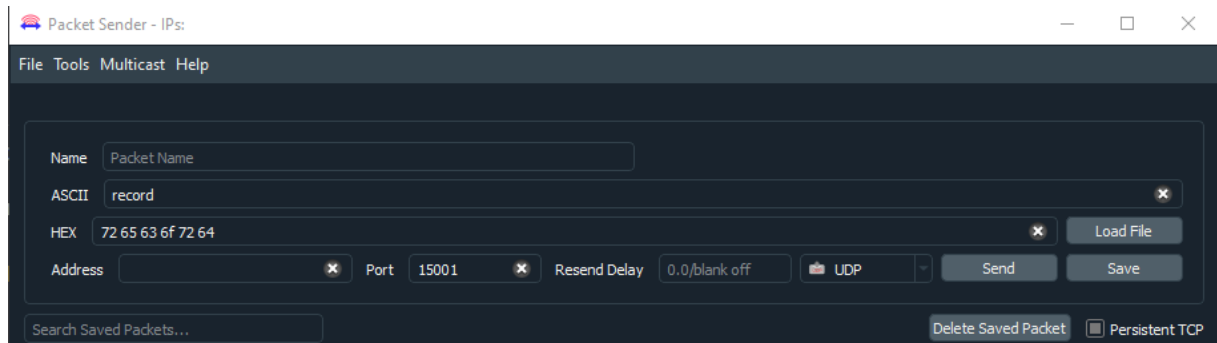 Packet Sender - IPs:
File Tools Multicast Help
Name Packet Name
ASCII record
HEX 72 65 63 6f 72 64 Load File
Address Port 15001 Resend Delay 0.0/blank off UDP Send Save
Search Saved Packets... Delete Saved Packet Persistent TCP